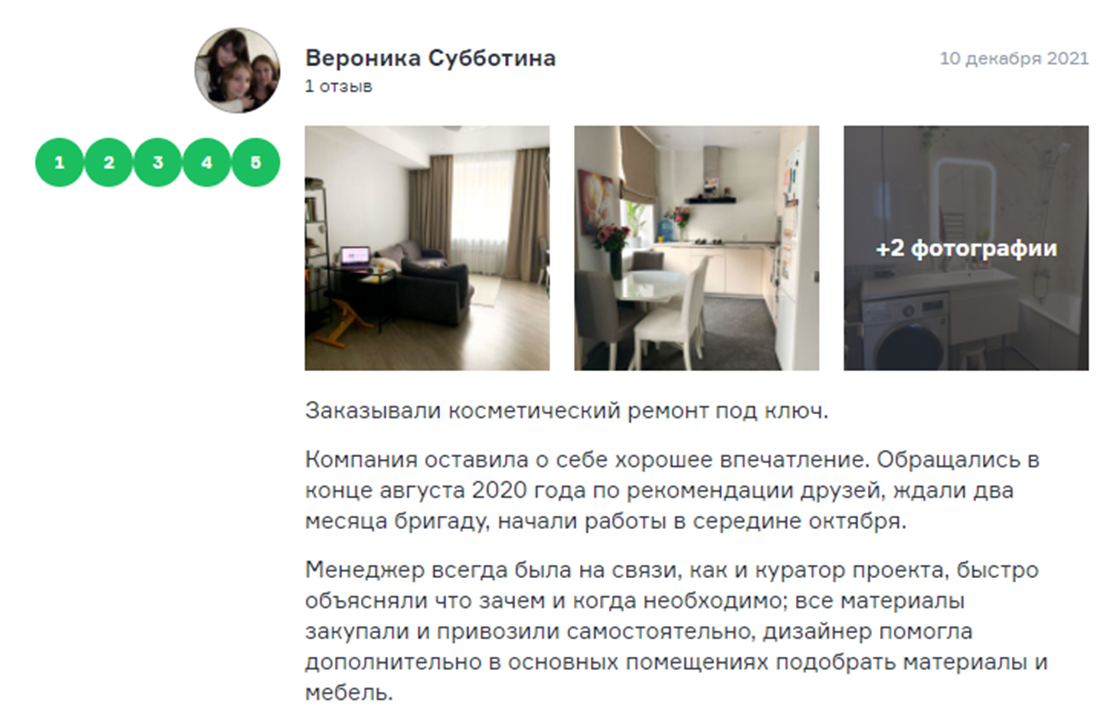 Вероника Субботина
10 декабря 2021
1 отзыв
1 2 3 4 5
+2 фотографии
Заказывали косметический ремонт под ключ.
Компания оставила о себе хорошее впечатление. Обращались в
конце августа 2020 года по рекомендации друзей, ждали два
месяца бригаду, начали работы в середине октября.
Менеджер всегда была на связи, как и куратор проекта, быстро
объясняли что зачем и когда необходимо; все материалы
закупали и привозили самостоятельно, дизайнер помогла
дополнительно в основных помещениях подобрать материалы и
мебель.